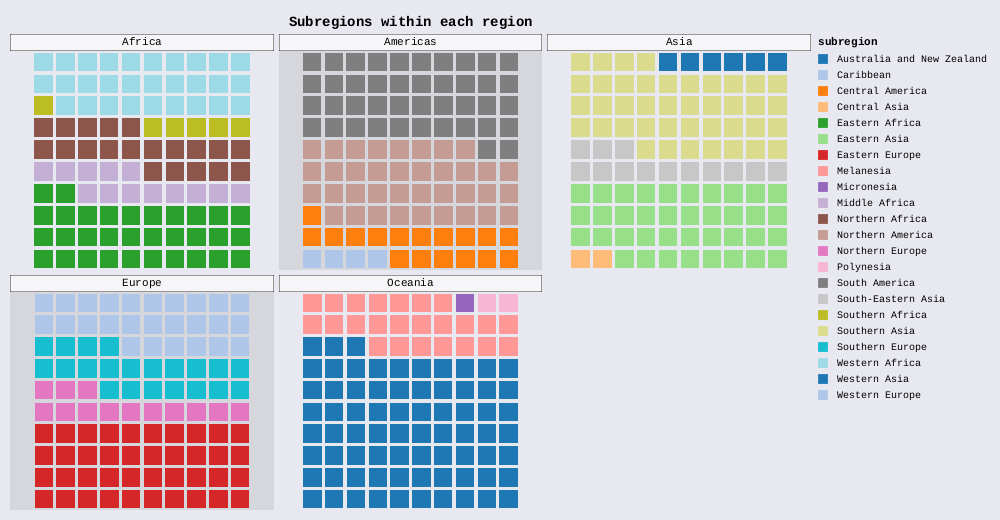 Subregions within each region
Africa
Americas
Asia
Europe
Oceania
subregion
Australia and New Zealand
Caribbean
Central America
Central Asia
Eastern Africa
Eastern Asia
Eastern Europe
Melanesia
Micronesia
Middle Africa
Northern Africa
Northern America
Northern Europe
Polynesia
South America
South-Eastern Asia
Southern Africa
Southern Asia
Southern Europe
Western Africa
Western Asia
Western Europe